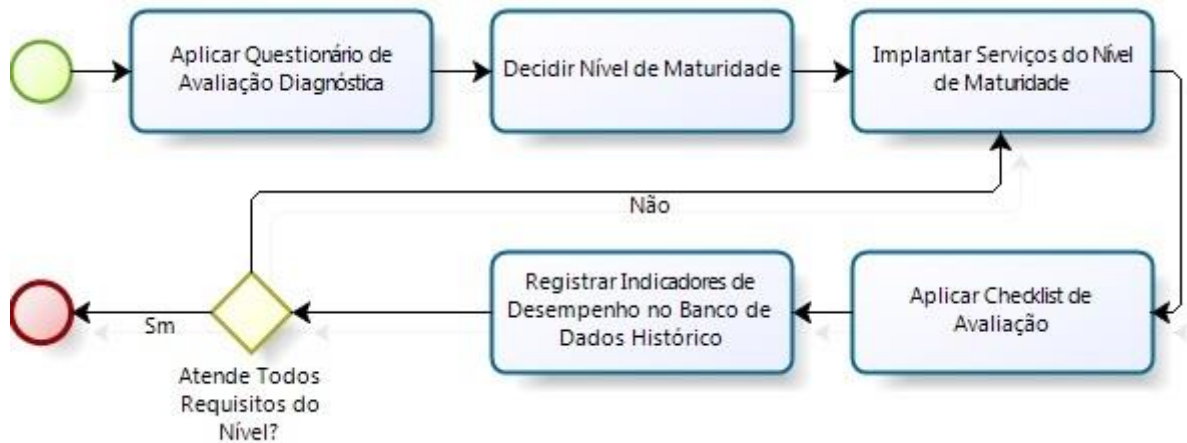 Aplicar Questionário de
Avaliação Diagnóstica
Decidir Nível de Maturidade
Implantar Serviços do Nível
de Maturidade
Não
Registrar Indicadores de
Desempenho no Banco de
Dados Histórico
Aplicar Checklist de
Avaliação
Sm
Atende Todos
Requisitos do
Nível?